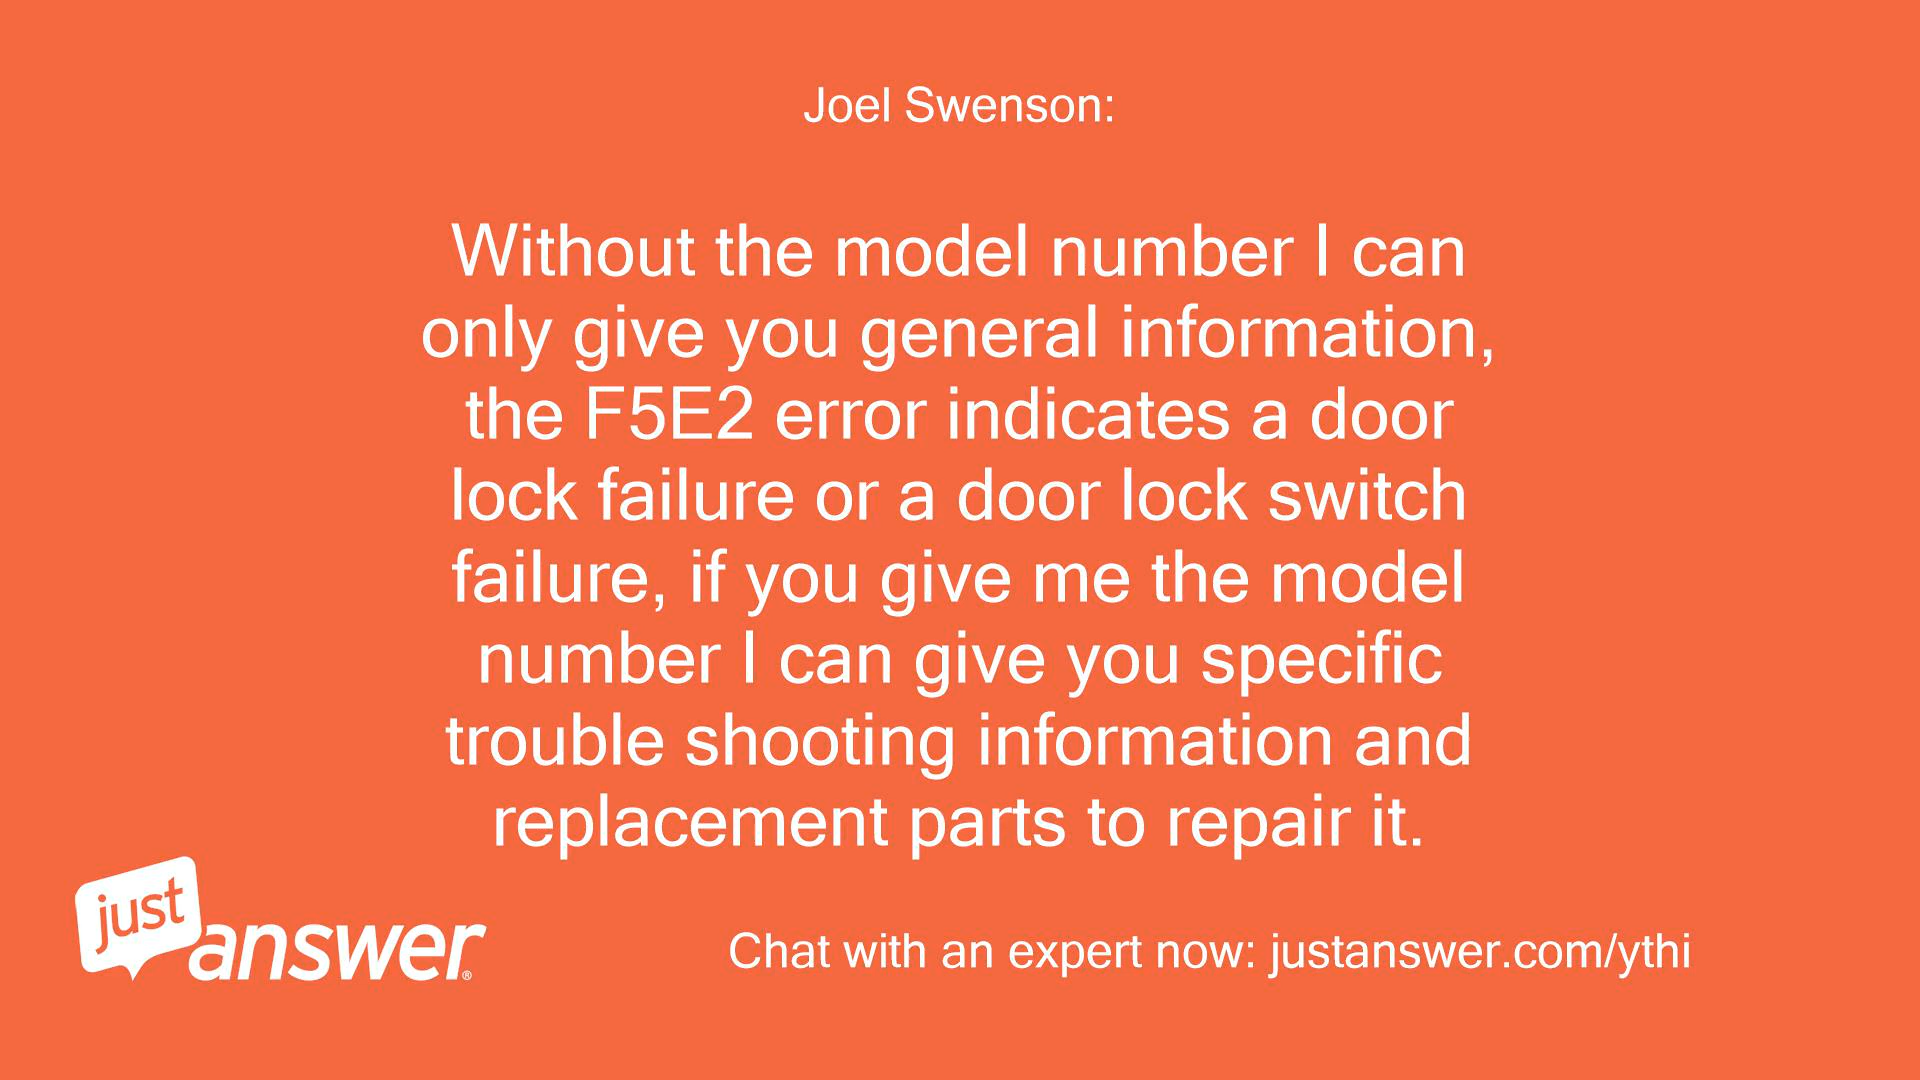 Joel Swenson:
Without the model number I can
only give you general information,
the F5E2 error indicates a door
lock failure or a door lock switch
failure, if you give me the model
number I can give you specific
trouble shooting information and
replacement parts to repair it.
just
answer®
Chat with an expert now: justanswer.com/ythi